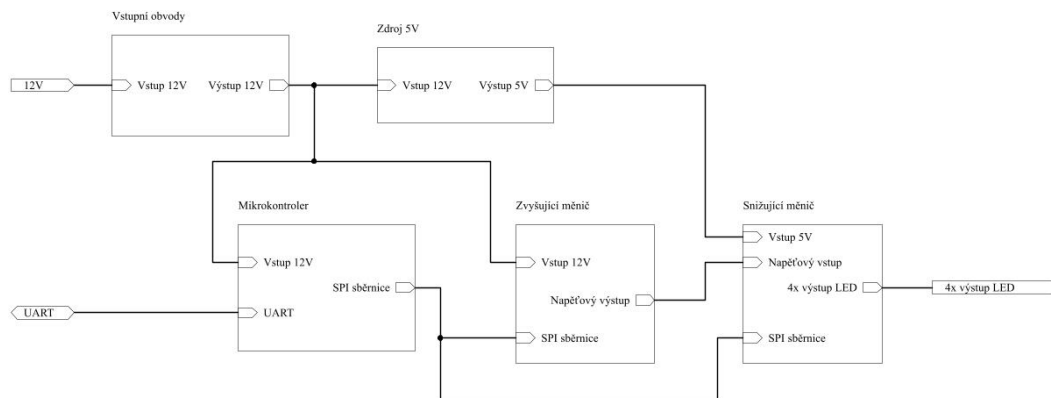 Vstupní obvody
Zdroj 5V
12V
Vstup 12V
Výstup 12V
Vstup 12V
Výstup 5V
Mikrokontroler
Zvyšující měnič
Snižující měnič
Vstup 5V
Vstup 12V
Vstup 12V
Napěťový vstup
SPI sběrnice
4x výstup LED
4x výstup LED
Napěťový výstup
UART
UART
SPI sběrnice
SPI sběrnice